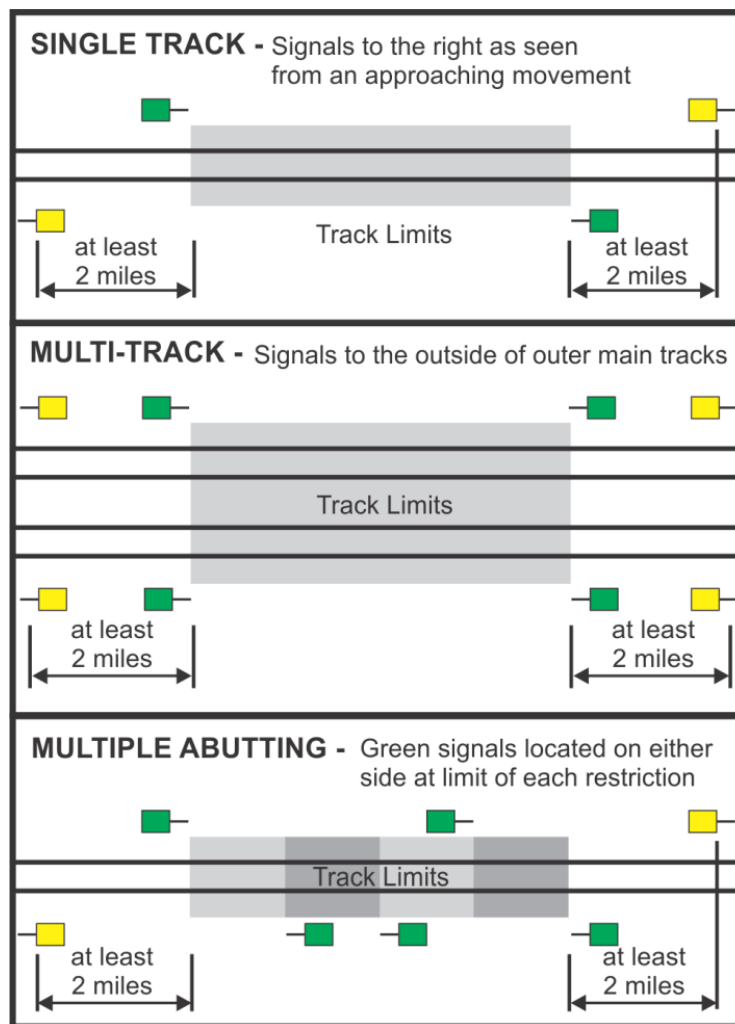 SINGLE TRACK - Signals to the right as seen
from an approaching movement
Track Limits
at least
2 miles
at least
2 miles
MULTI-TRACK - Signals to the outside of outer main tracks
Track Limits
at least
2 miles
at least
2 miles
MULTIPLE ABUTTING - Green signals located on either
side at limit of each restriction
Track Limits
at least
2 miles
at least
2 miles